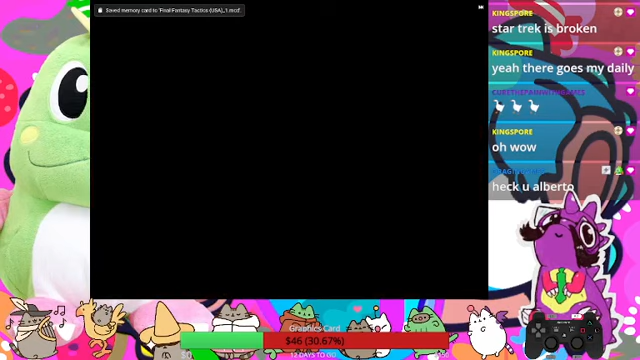 Saved memory card to 'Final Fantasy Tactics (USA)_1.mcd'.
KINGSPORE
star trek is broken
KINGSPORE
yeah there goes my daily
KINGSPORE
oh wow
heck u alberto
Graphics Card
$46 (30.67%)
$0
12 DAYS TO GO